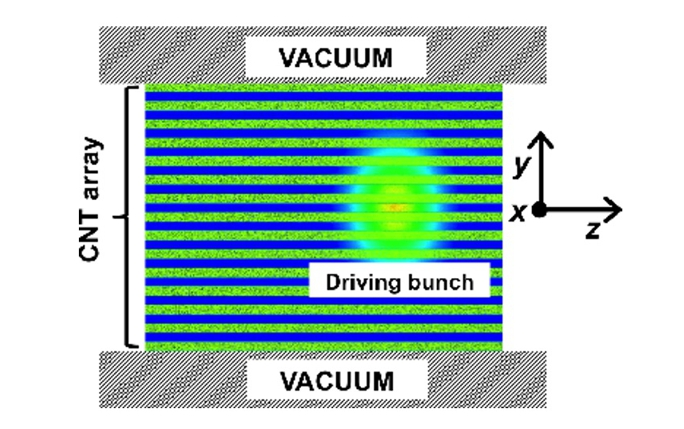 VACUUM
CNT array
y
x
z
Driving bunch
VACUUM